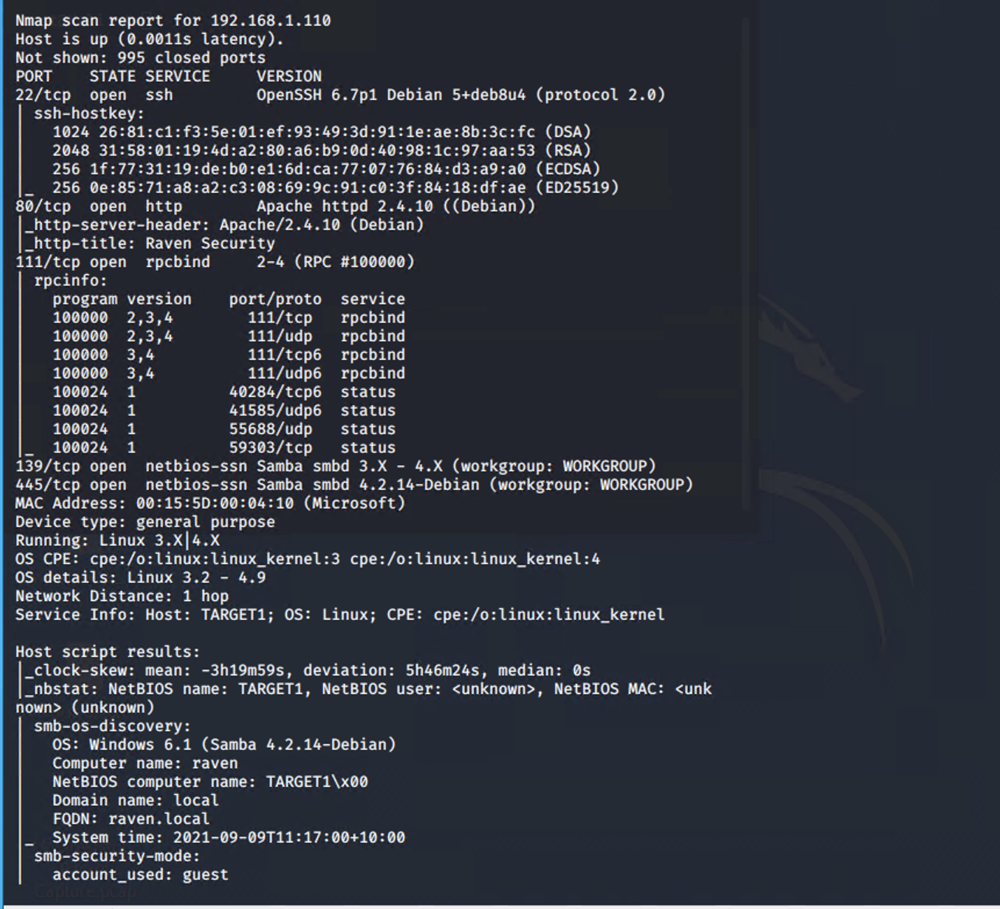 Nmap scan report for 192.168.1.110
Host is up (0.0011s latency).
Not shown: 995 closed ports
PORT    STATE SERVICE     VERSION
22/tcp  open  ssh         OpenSSH 6.7p1 Debian 5+deb8u4 (protocol 2.0)
| ssh-hostkey:
|   1024 26:81:c1:f3:5e:01:ef:93:49:3d:91:1e:ae:8b:3c:fc (DSA)
|   2048 31:58:01:19:4d:a2:80:a6:b9:0d:40:98:1c:97:aa:53 (RSA)
|   256 1f:77:31:19:de:b0:e1:6d:ca:77:07:76:84:d3:a9:a0 (ECDSA)
|_  256 0e:85:71:a8:a2:c3:08:69:9c:91:c0:3f:84:18:df:ae (ED25519)
80/tcp  open  http        Apache httpd 2.4.10 ((Debian))
|_http-server-header: Apache/2.4.10 (Debian)
|_http-title: Raven Security
111/tcp open  rpcbind     2-4 (RPC #100000)
| rpcinfo:
|   program version    port/proto  service
|   100000  2,3,4        111/tcp   rpcbind
|   100000  2,3,4        111/udp   rpcbind
|   100000  3,4          111/tcp6  rpcbind
|   100000  3,4          111/udp6  rpcbind
|   100024  1          40284/tcp6  status
|   100024  1          41585/udp6  status
|   100024  1          55688/udp   status
|_  100024  1          59303/tcp   status
139/tcp open  netbios-ssn Samba smbd 3.X - 4.X (workgroup: WORKGROUP)
445/tcp open  netbios-ssn Samba smbd 4.2.14-Debian (workgroup: WORKGROUP)
MAC Address: 00:15:5D:00:04:10 (Microsoft)
Device type: general purpose
Running: Linux 3.X|4.X
OS CPE: cpe:/o:linux:linux_kernel:3 cpe:/o:linux:linux_kernel:4
OS details: Linux 3.2 - 4.9
Network Distance: 1 hop
Service Info: Host: TARGET1; OS: Linux; CPE: cpe:/o:linux:linux_kernel

Host script results:
|_clock-skew: mean: -3h19m59s, deviation: 5h46m24s, median: 0s
|_nbstat: NetBIOS name: TARGET1, NetBIOS user: <unknown>, NetBIOS MAC: <unk
nown> (unknown)
| smb-os-discovery:
|   OS: Windows 6.1 (Samba 4.2.14-Debian)
|   Computer name: raven
|   NetBIOS computer name: TARGET1\x00
|   Domain name: local
|   FQDN: raven.local
|_  System time: 2021-09-09T11:17:00+10:00
| smb-security-mode:
|   account_used: guest
Capture.pcap